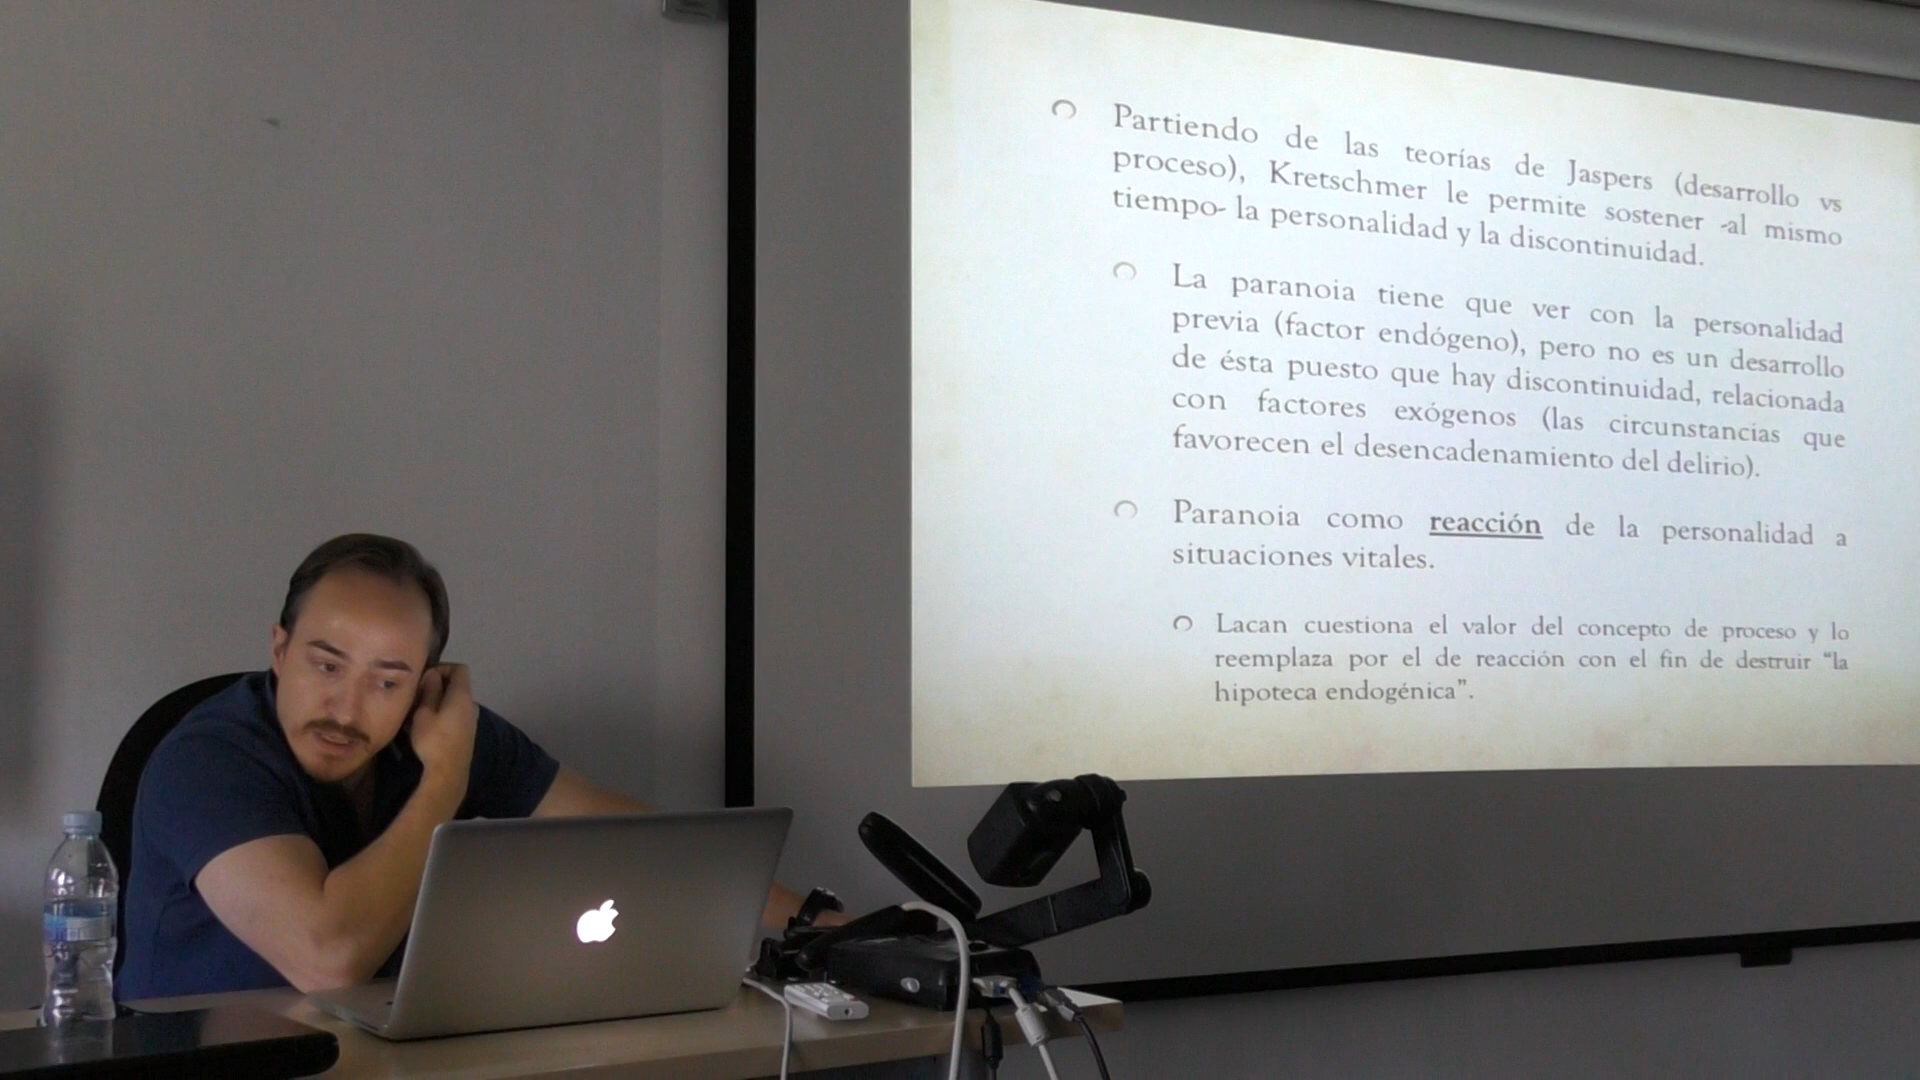 Partiendo de las teorías de Jaspers (desarrollo vs
proceso), Kretschmer le permite sostener -al mismo
tiempo- la personalidad y la discontinuidad.
La paranoia tiene que ver con la personalidad
previa (factor endógeno), pero no es un desarrollo
de ésta puesto que hay discontinuidad, relacionada
con factores exógenos (las circunstancias que
favorecen el desencadenamiento del delirio).
Paranoia como reacción de la personalidad a
situaciones vitales.
Lacan cuestiona el valor del concepto de proceso y lo
reemplaza por el de reacción con el fin de destruir “la
hipoteca endogénica”.